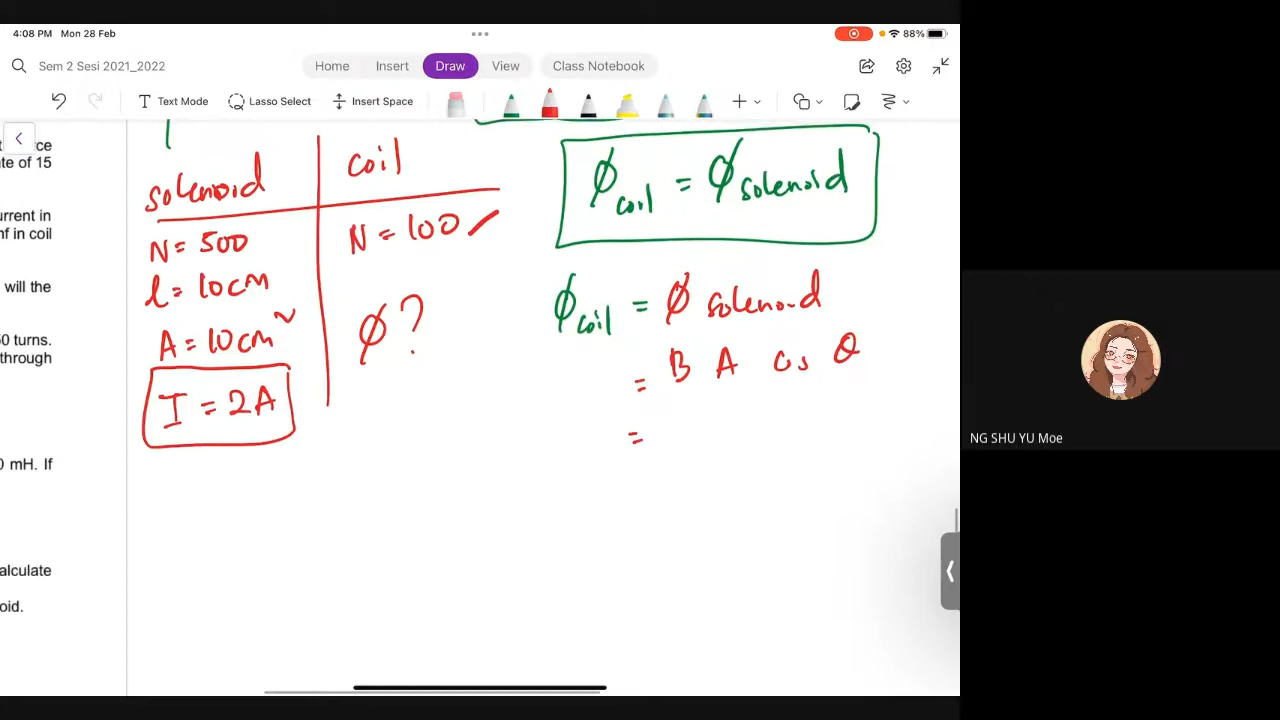 4:08 PM Mon 28 Feb
88%
Sem 2 Sesi 2021_2022
Home Insert Draw View Class Notebook
Text Mode Lasso Select Insert Space
ate of 15
urrent in
nf in coil
will the
0 turns.
through
0 mH. If
alculate
oid.
solenoid
coil
N = 500
l = 10cm
A = 10cm²
I = 2A
N = 100 ✓
ϕ ?
ϕcoil = ϕsolenoid
ϕcoil = ϕ solenoid
= B A cos θ
=
NG SHU YU Moe